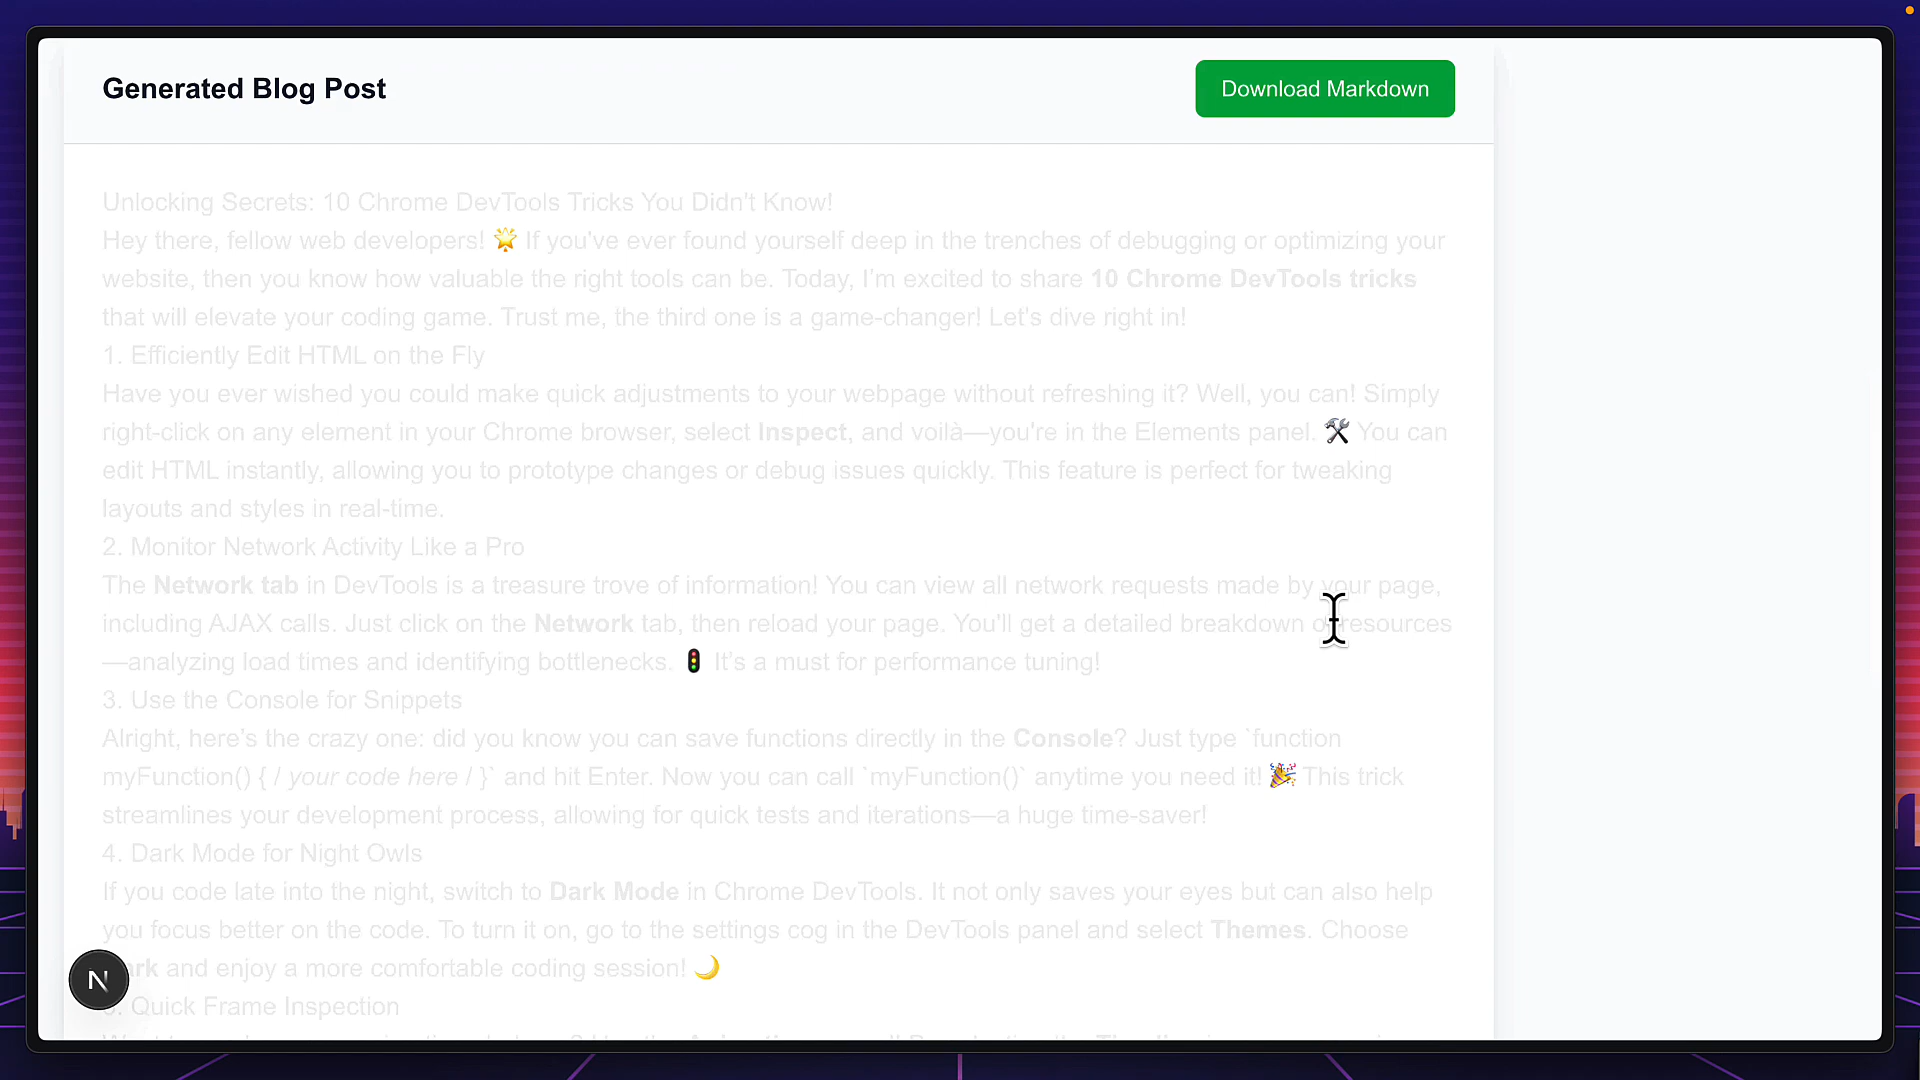 Generated Blog Post
Download Markdown
Unlocking Secrets: 10 Chrome DevTools Tricks You Didn't Know!
Hey there, fellow web developers! 🌟 If you've ever found yourself deep in the trenches of debugging or optimizing your
website, then you know how valuable the right tools can be. Today, I'm excited to share 10 Chrome DevTools tricks
that will elevate your coding game. Trust me, the third one is a game-changer! Let's dive right in!
1. Efficiently Edit HTML on the Fly
Have you ever wished you could make quick adjustments to your webpage without refreshing it? Well, you can! Simply
right-click on any element in your Chrome browser, select Inspect, and voilà—you're in the Elements panel. 🛠️ You can
edit HTML instantly, allowing you to prototype changes or debug issues quickly. This feature is perfect for tweaking
layouts and styles in real-time.
2. Monitor Network Activity Like a Pro
The Network tab in DevTools is a treasure trove of information! You can view all network requests made by your page,
including AJAX calls. Just click on the Network tab, then reload your page. You'll get a detailed breakdown of resources
—analyzing load times and identifying bottlenecks. 🚦 It's a must for performance tuning!
3. Use the Console for Snippets
Alright, here's the crazy one: did you know you can save functions directly in the Console? Just type `function
myFunction() { / your code here / }` and hit Enter. Now you can call `myFunction()` anytime you need it! 🎉 This trick
streamlines your development process, allowing for quick tests and iterations—a huge time-saver!
4. Dark Mode for Night Owls
If you code late into the night, switch to Dark Mode in Chrome DevTools. It not only saves your eyes but can also help
you focus better on the code. To turn it on, go to the settings cog in the DevTools panel and select Themes. Choose
rk and enjoy a more comfortable coding session! 🌙
N
Quick Frame Inspection